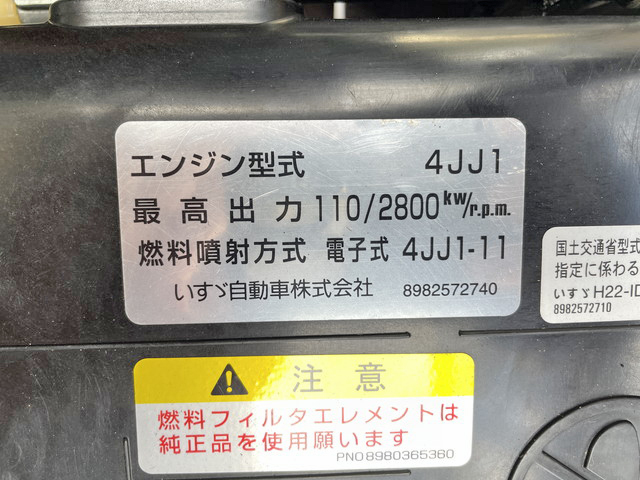 エンジン型式 4JJ1
最高出力 110/2800kw/r.p.m.
燃料噴射方式 電子式 4JJ1-11
いすゞ自動車株式会社 8982572740
国土交通省型式
指定に係わる
いすゞH22-ID
8982572710
注意
燃料フィルタエレメントは
純正品を使用願います
PNO8980365360